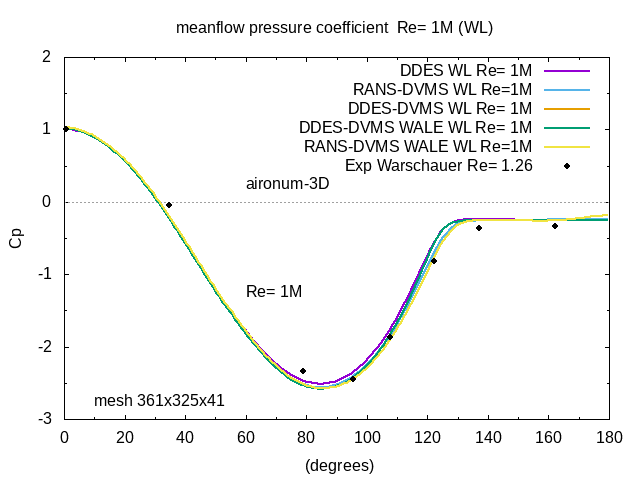 meanflow pressure coefficient  Re= 1M (WL)
2
1
0
-1
-2
-3
Cp
DDES WL Re= 1M
RANS-DVMS WL Re=1M
DDES-DVMS WL Re= 1M
DDES-DVMS WALE WL Re= 1M
RANS-DVMS WALE WL Re=1M
Exp Warschauer Re= 1.26
aironum-3D
Re= 1M
mesh 361x325x41
0 20 40 60 80 100 120 140 160 180
(degrees)